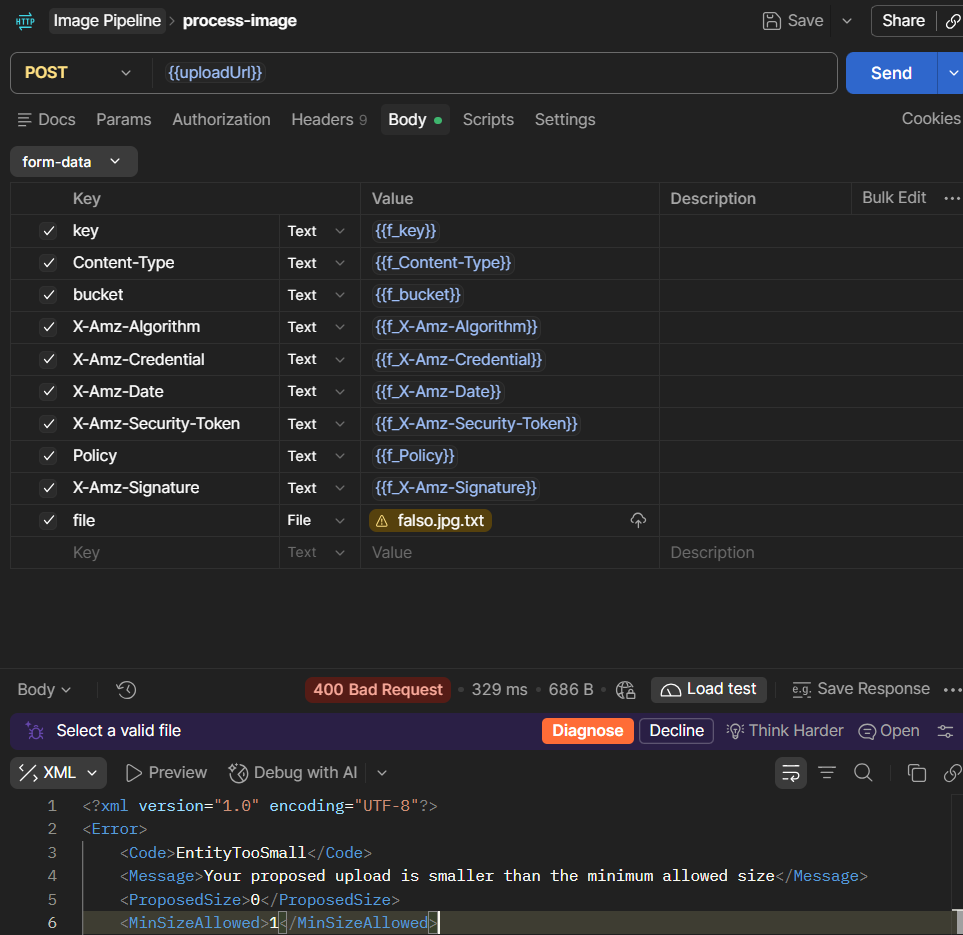 HTTP Image Pipeline > process-image Save Share
POST {{uploadUrl}} Send
Docs Params Authorization Headers 9 Body Scripts Settings Cookies
form-data
Key Value Description Bulk Edit ...
key Text {{f_key}}
Content-Type Text {{f_Content-Type}}
bucket Text {{f_bucket}}
X-Amz-Algorithm Text {{f_X-Amz-Algorithm}}
X-Amz-Credential Text {{f_X-Amz-Credential}}
X-Amz-Date Text {{f_X-Amz-Date}}
X-Amz-Security-Token Text {{f_X-Amz-Security-Token}}
Policy Text {{f_Policy}}
X-Amz-Signature Text {{f_X-Amz-Signature}}
file File falso.jpg.txt
Key Text Value Description
Body 400 Bad Request • 329 ms • 686 B • Load test e.g. Save Response ...
Select a valid file Diagnose Decline Think Harder Open
XML Preview Debug with AI
1 <?xml version="1.0" encoding="UTF-8"?>
2 <Error>
3 <Code>EntityTooSmall</Code>
4 <Message>Your proposed upload is smaller than the minimum allowed size</Message>
5 <ProposedSize>0</ProposedSize>
6 <MinSizeAllowed>1</MinSizeAllowed>